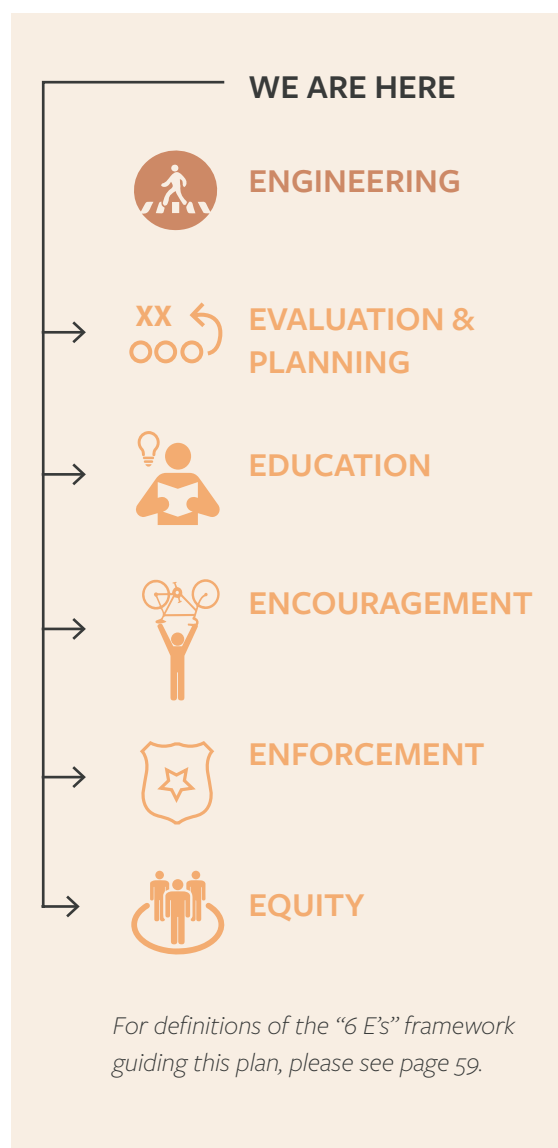 WE ARE HERE
ENGINEERING
XX
EVALUATION &
PLANNING
EDUCATION
ENCOURAGEMENT
ENFORCEMENT
EQUITY
For definitions of the “6 E’s” framework
guiding this plan, please see page 59.